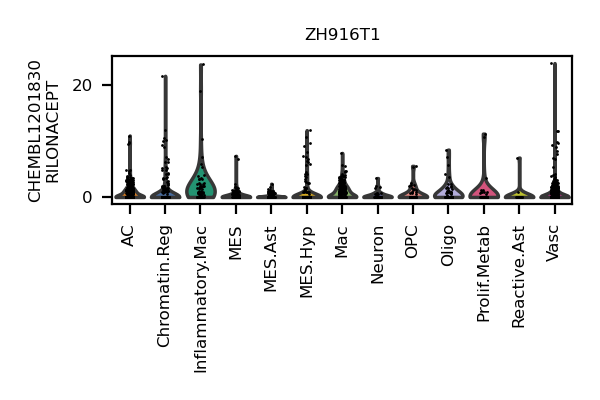 ZH916T1
CHEMBL1201830
RILONACEPT
20
0
AC
Chromatin.Reg
Inflammatory.Mac
MES
MES.Ast
MES.Hyp
Mac
Neuron
OPC
Oligo
Prolif.Metab
Reactive.Ast
Vasc